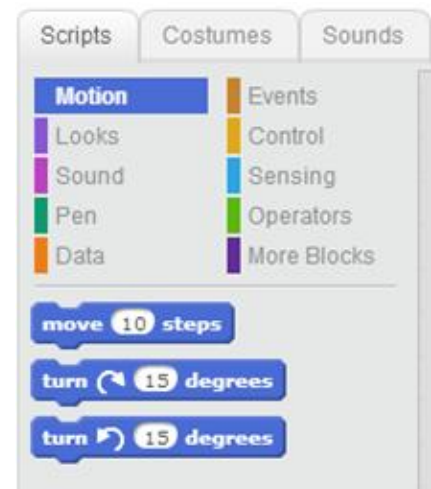 Scripts Costumes Sounds
Motion Events
Looks Control
Sound Sensing
Pen Operators
Data More Blocks
move 10 steps
turn 15 degrees
turn 15 degrees